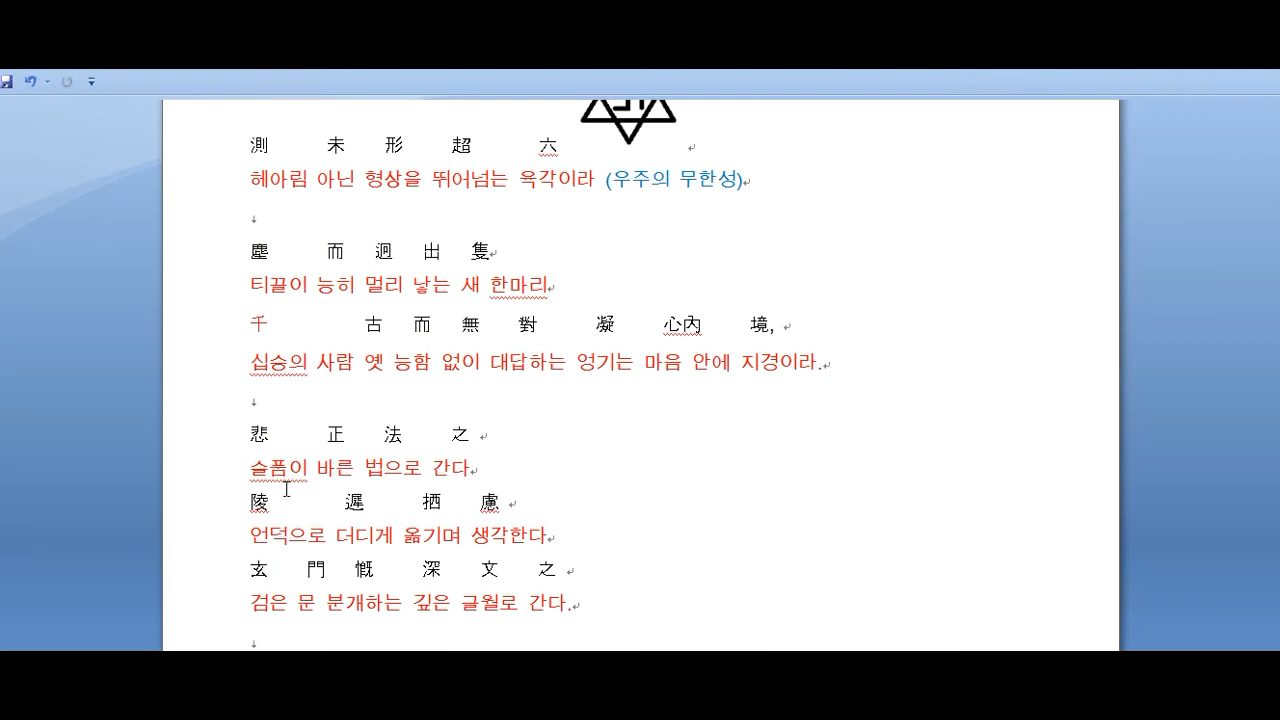 測 未 形 超 六
헤아림 아닌 형상을 뛰어넘는 육각이라 (우주의 무한성)
塵 而 迥 出 隻
티끌이 능히 멀리 낳는 새 한마리
千 古 而 無 對 凝 心內 境,
십승의 사람 옛 능함 없이 대답하는 엉기는 마음 안에 지경이라.
悲 正 法 之
슬픔이 바른 법으로 간다
陵 遲 栖 慮
언덕으로 더디게 옮기며 생각한다
玄 門 慨 深 文 之
검은 문 분개하는 깊은 글월로 간다.